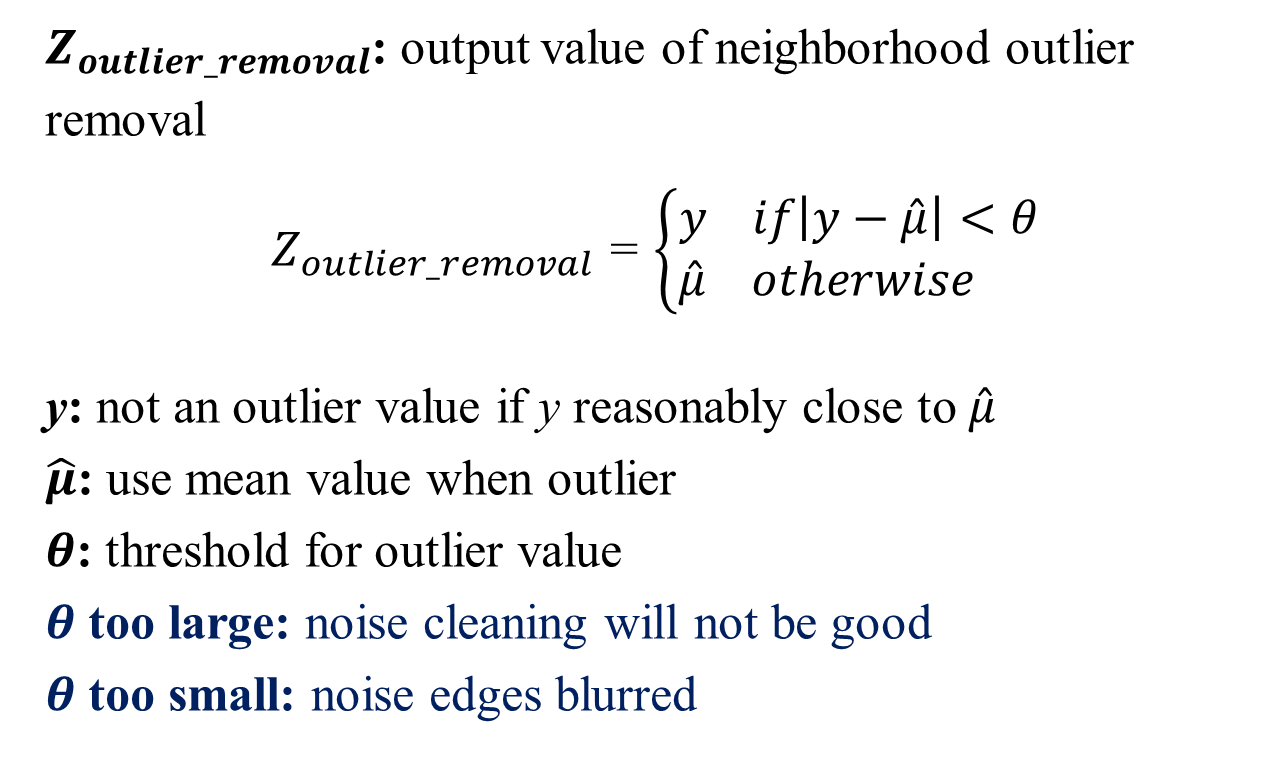 Z_outlier_removal: output value of neighborhood outlier
removal
Z_outlier_removal = { y if|y − μ̂| < θ
μ̂ otherwise
y: not an outlier value if y reasonably close to μ̂
μ̂: use mean value when outlier
θ: threshold for outlier value
θ too large: noise cleaning will not be good
θ too small: noise edges blurred